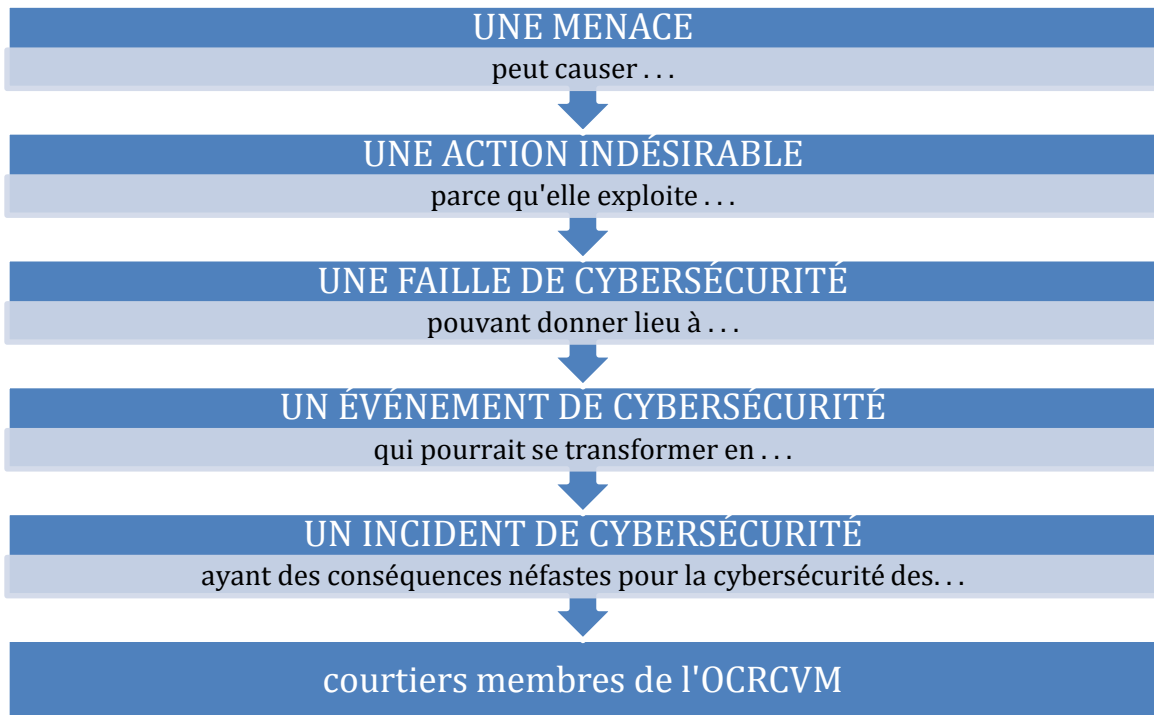 UNE MENACE
peut causer . . .
UNE ACTION INDÉSIRABLE
parce qu'elle exploite . . .
UNE FAILLE DE CYBERSÉCURITÉ
pouvant donner lieu à . . .
UN ÉVÉNEMENT DE CYBERSÉCURITÉ
qui pourrait se transformer en . . .
UN INCIDENT DE CYBERSÉCURITÉ
ayant des conséquences néfastes pour la cybersécurité des. . .
courtiers membres de l'OCRCVM